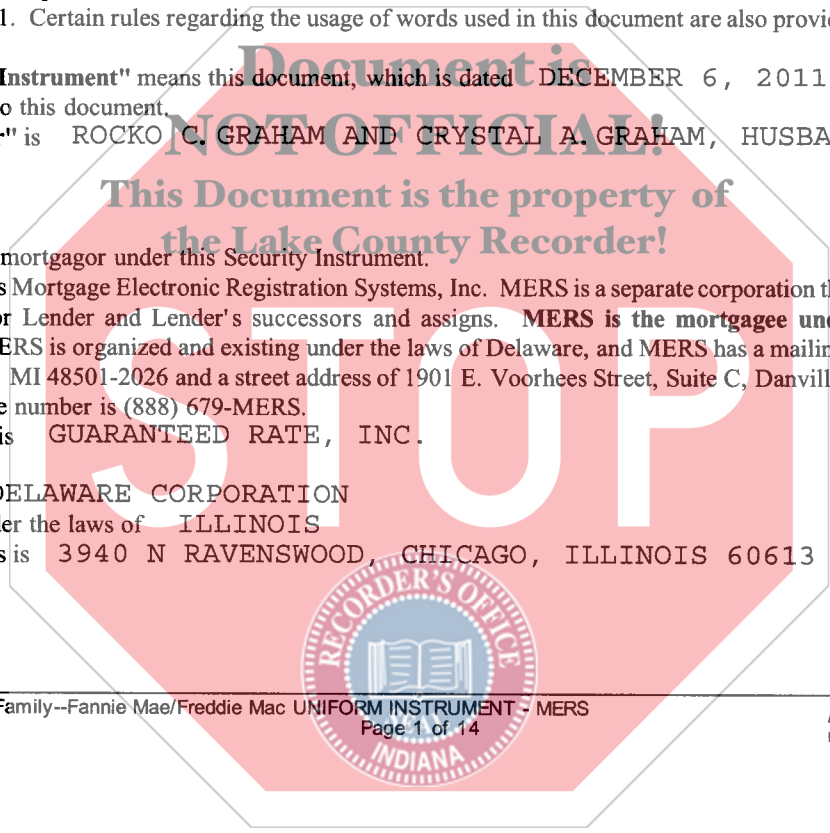 1. Certain rules regarding the usage of words used in this document are also provi
Document is
Instrument" means this document, which is dated DECEMBER 6, 2011
o this document.
NOT OFFICIAL!
" is ROCKO C. GRAHAM AND CRYSTAL A. GRAHAM, HUSBA
This Document is the property of
the Lake County Recorder!
mortgagor under this Security Instrument.
s Mortgage Electronic Registration Systems, Inc. MERS is a separate corporation t
or Lender and Lender's successors and assigns. MERS is the mortgagee un
ERS is organized and existing under the laws of Delaware, and MERS has a mailin
MI 48501-2026 and a street address of 1901 E. Voorhees Street, Suite C, Danvill
e number is (888) 679-MERS.
is GUARANTEED RATE, INC.
STOP
DELAWARE CORPORATION
er the laws of ILLINOIS
s is 3940 N RAVENSWOOD, CHICAGO, ILLINOIS 60613
RECORDER'S OFFICE
Family--Fannie Mae/Freddie Mac UNIFORM INSTRUMENT - MERS
SEAL
Page 1 of 14
INDIANA